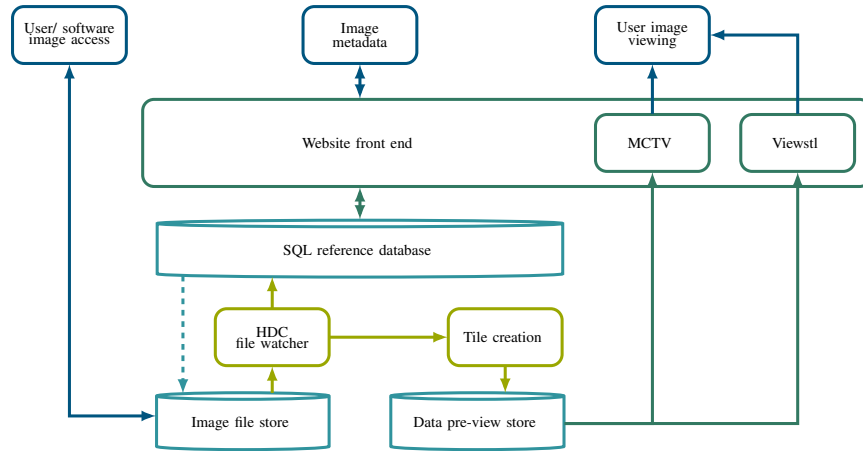 User/ software
image access
Image
metadata
User image
viewing
Website front end
MCTV
Viewstl
SQL reference database
HDC
file watcher
Tile creation
Image file store
Data pre-view store